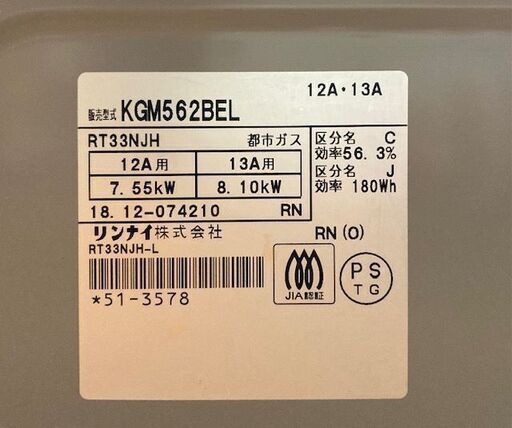 12A・13A
販売型式 KGM562BEL
RT33NJH 都市ガス
12A用 13A用
7.55kW 8.10kW
18.12-074210 RN
区分名 C
効率56.3%
区分名 J
効率 180Wh
リンナイ株式会社 RN(O)
RT33NJH-L
*51-3578
JIA認証
PS
TG